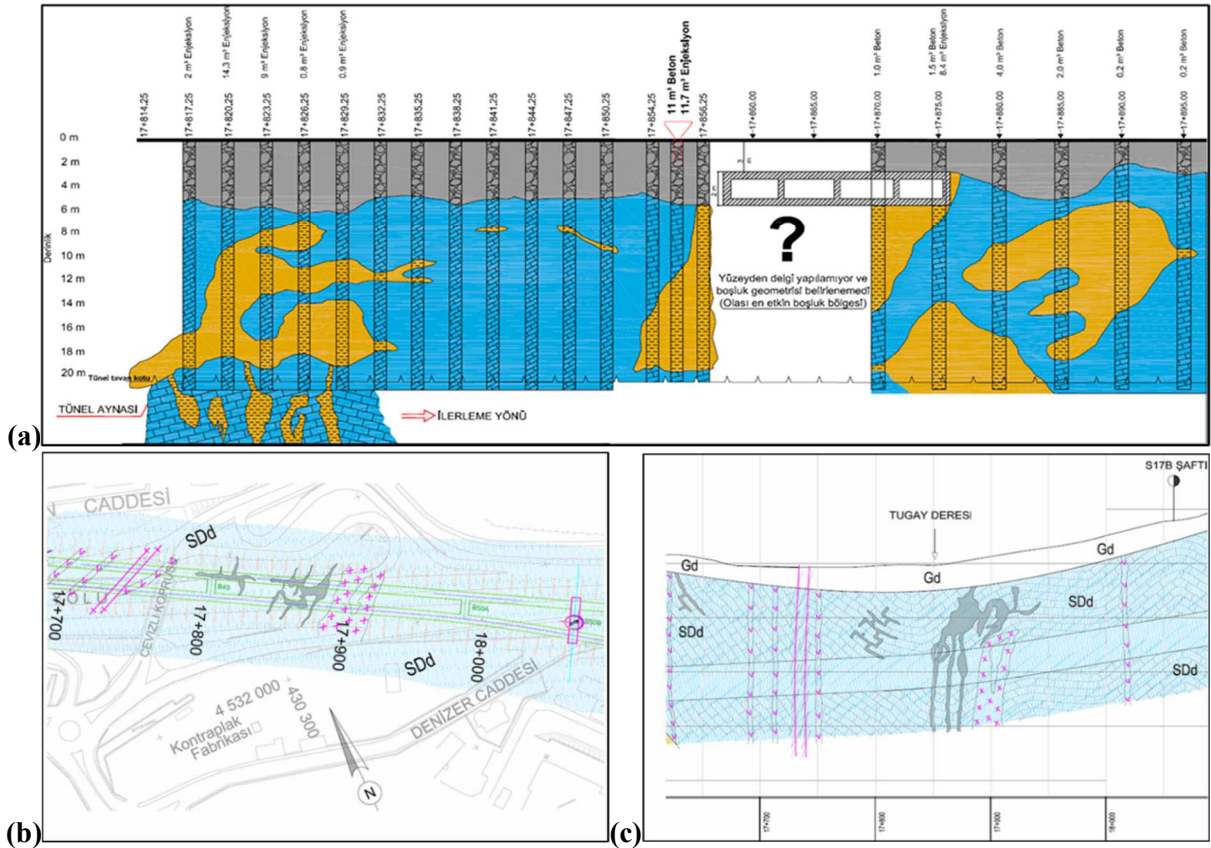 2 m³ Enjeksiyon
14,3 m³ Enjeksiyon
9 m³ Enjeksiyon
0.8 m³ Enjeksiyon
0.9 m³ Enjeksiyon
11 m³ Beton
11,7 m³ Enjeksiyon
1.0 m³ Beton
1.5 m³ Beton
8.4 m³ Enjeksiyon
4.0 m³ Beton
2.0 m³ Beton
0.2 m³ Beton
0.2 m³ Beton
17+814,25
17+817,25
17+820,25
17+823,25
17+826,25
17+829,25
17+832,25
17+835,25
17+838,25
17+841,25
17+844,25
17+847,25
17+850,25
17+854,25
17+856,25
17+860,00
17+865,00
17+870,00
17+875,00
17+880,00
17+885,00
17+890,00
17+895,00
0 m
2 m
4 m
6 m
8 m
10 m
12 m
14 m
16 m
18 m
20 m
Derinlik
3 m
2 m
?
Yüzeyden delgi yapılamıyor ve
boşluk geometrisi belirlenemedi
(Olası en etkin boşluk bölgesi)
Tünel tavan kotu
TÜNEL AYNASI
İLERLEME YÖNÜ
(a)
CADDESİ
SDd
OLU
CEVİZLİ KÖPRÜSÜ
B49
B50A
B50B
17+700
17+800
17+900
18+000
SDd
4 532 000
430 300
Kontraplak
Fabrikası
DENİZER CADDESİ
N
(b)
S17B ŞAFTI
TUGAY DERESİ
Gd
Gd
Gd
SDd
SDd
SDd
17+700
17+800
17+900
18+000
(c)